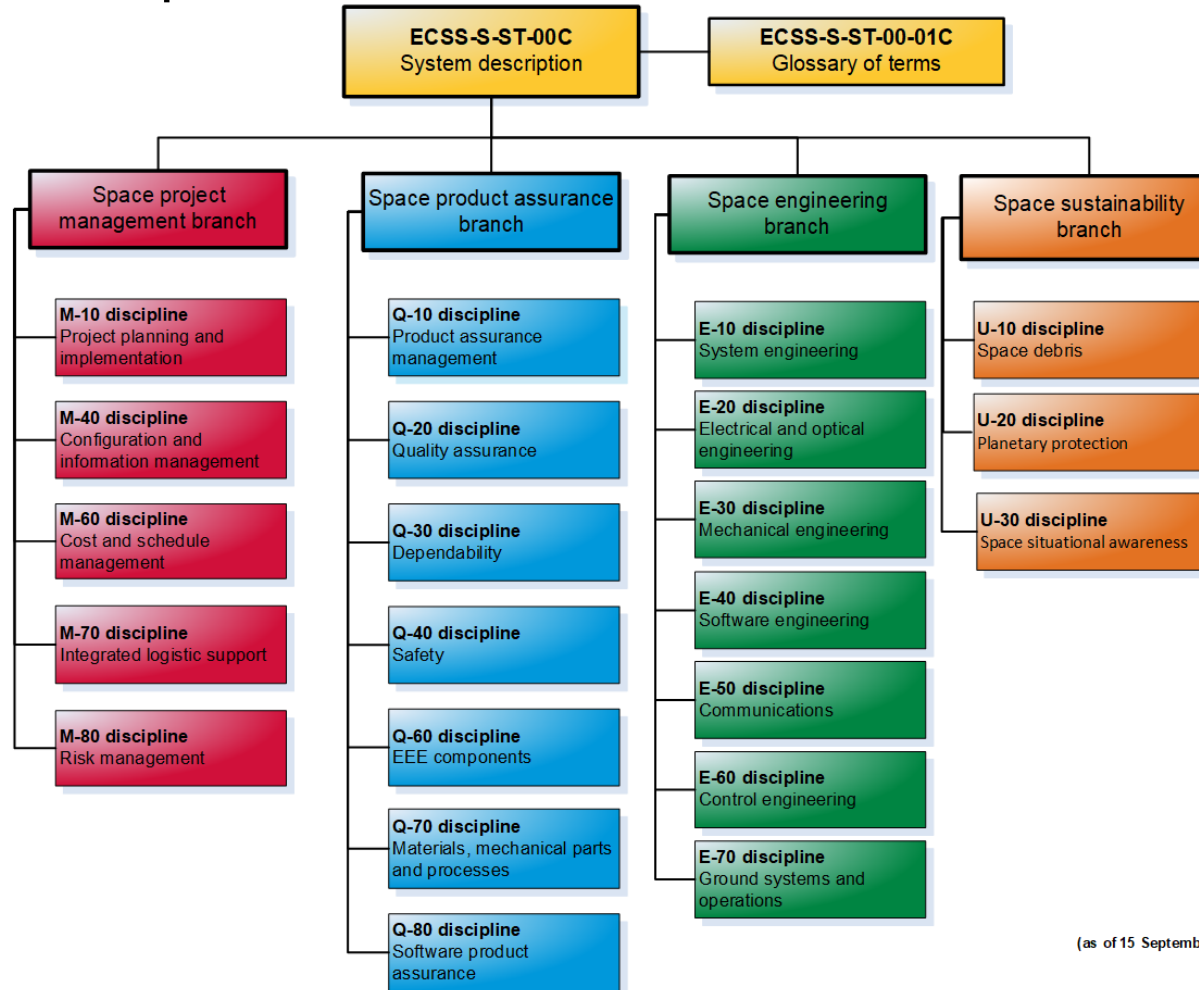 ECSS-S-ST-00C
System description
ECSS-S-ST-00-01C
Glossary of terms
Space project
management branch
Space product assurance
branch
Space engineering
branch
Space sustainability
branch
M-10 discipline
Project planning and
implementation
M-40 discipline
Configuration and
information management
M-60 discipline
Cost and schedule
management
M-70 discipline
Integrated logistic support
M-80 discipline
Risk management
Q-10 discipline
Product assurance
management
Q-20 discipline
Quality assurance
Q-30 discipline
Dependability
Q-40 discipline
Safety
Q-60 discipline
EEE components
Q-70 discipline
Materials, mechanical parts
and processes
Q-80 discipline
Software product
assurance
E-10 discipline
System engineering
E-20 discipline
Electrical and optical
engineering
E-30 discipline
Mechanical engineering
E-40 discipline
Software engineering
E-50 discipline
Communications
E-60 discipline
Control engineering
E-70 discipline
Ground systems and
operations
U-10 discipline
Space debris
U-20 discipline
Planetary protection
U-30 discipline
Space situational awareness
(as of 15 Septemb